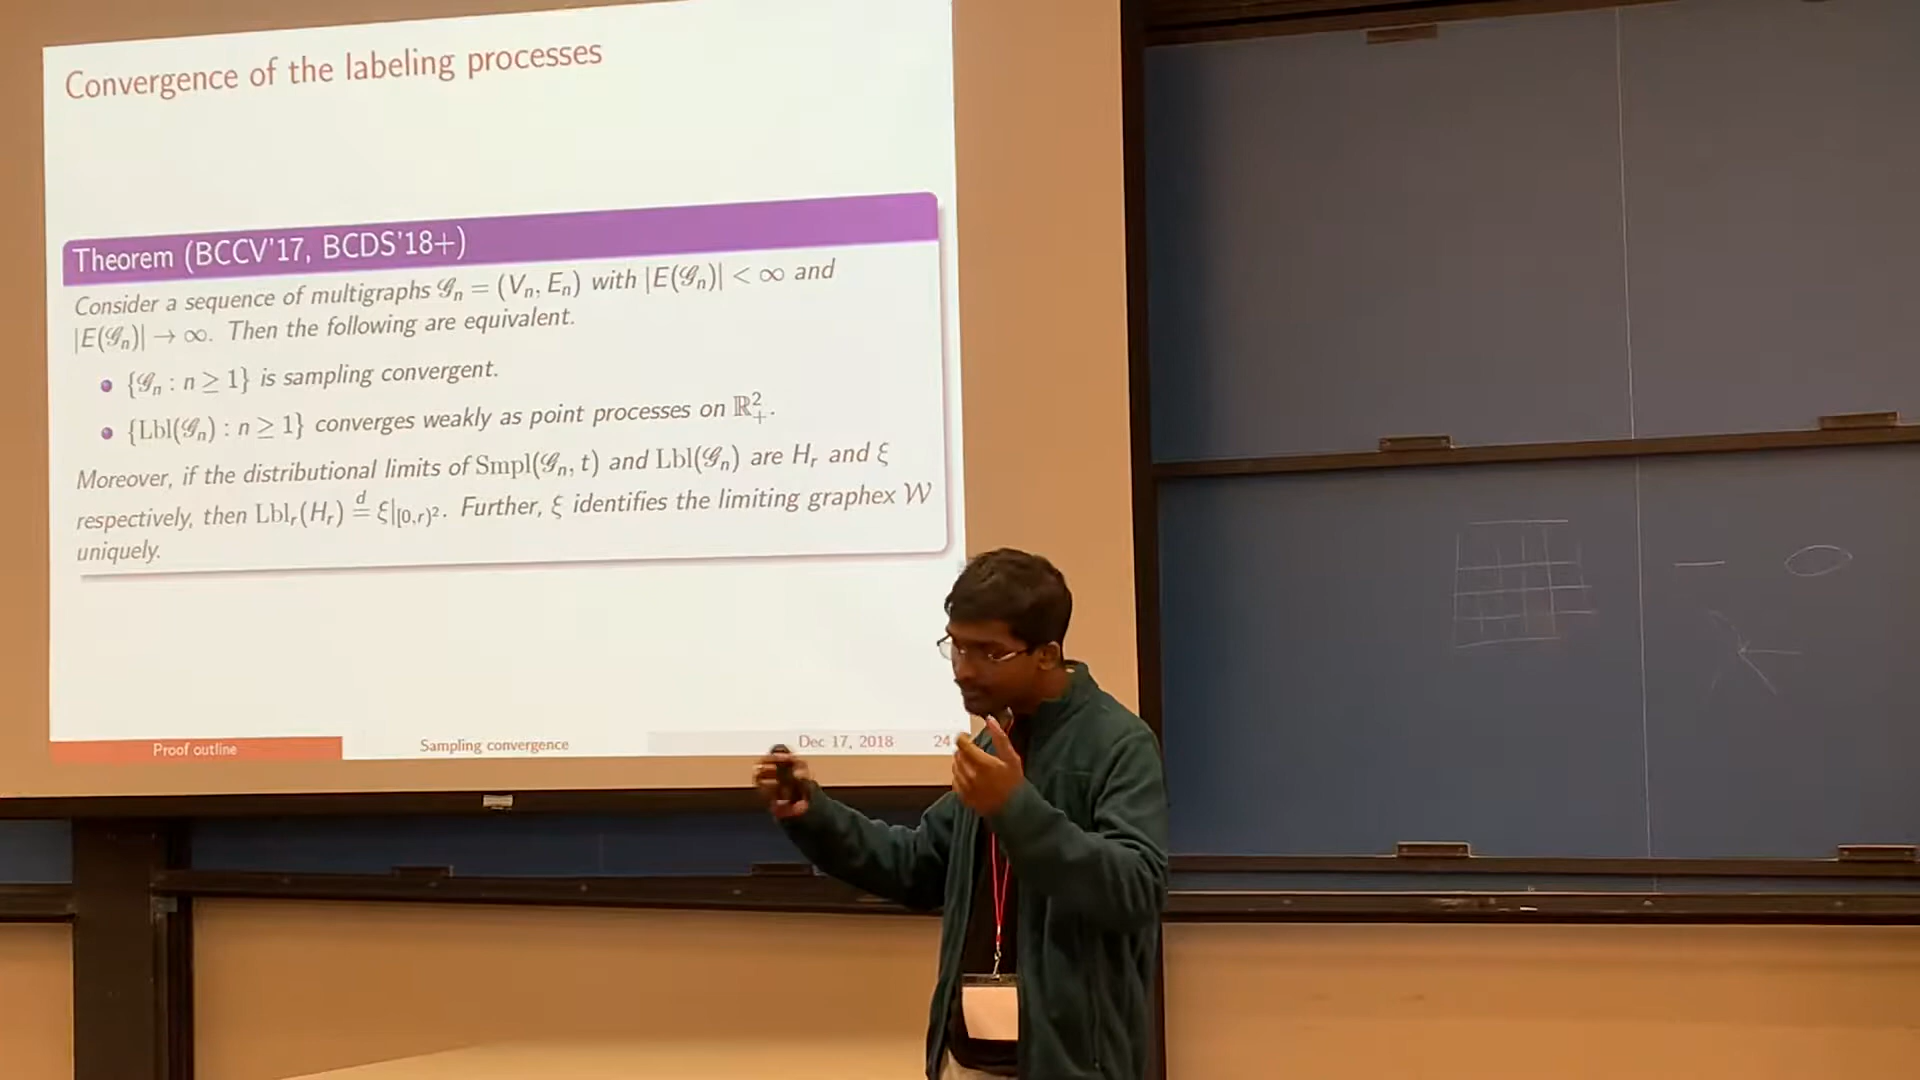 Convergence of the labeling processes
Theorem (BCCV'17, BCDS'18+)
Consider a sequence of multigraphs 𝒢ₙ = (Vₙ, Eₙ) with |E(𝒢ₙ)| < ∞ and
|E(𝒢ₙ)| → ∞. Then the following are equivalent.
• {𝒢ₙ : n ≥ 1} is sampling convergent.
• {Lbl(𝒢ₙ) : n ≥ 1} converges weakly as point processes on ℝ²₊.
Moreover, if the distributional limits of Smpl(𝒢ₙ, t) and Lbl(𝒢ₙ) are Hᵣ and ξ
respectively, then Lblᵣ(Hᵣ) =ᵈ ξ|[0,r)². Further, ξ identifies the limiting graphex 𝒲
uniquely.
Proof outline
Sampling convergence
Dec 17, 2018
24